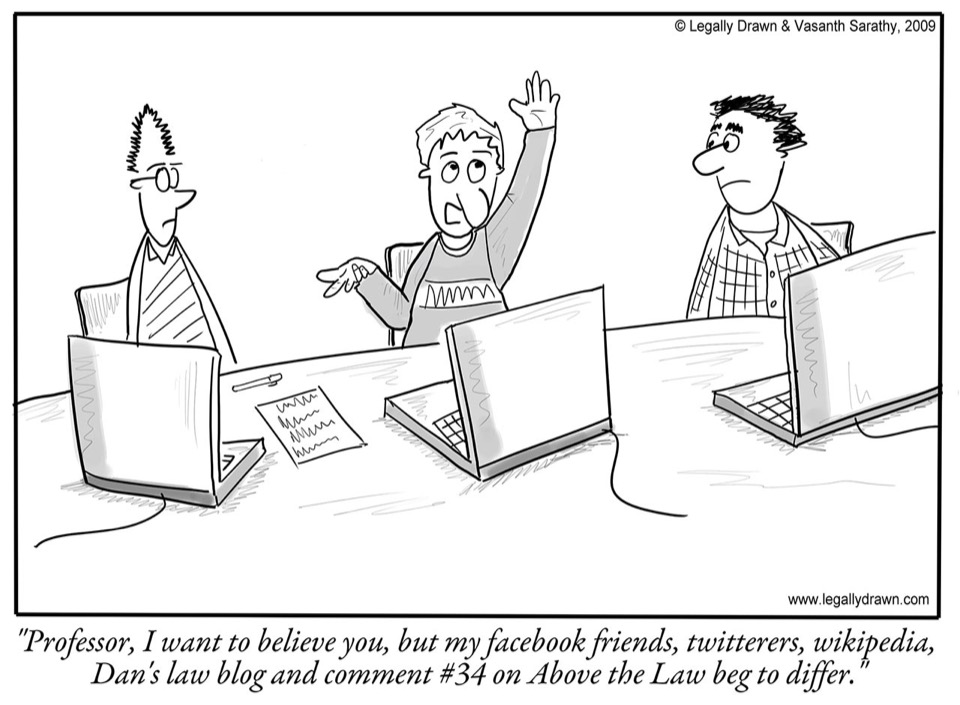 © Legally Drawn & Vasanth Sarathy, 2009
www.legallydrawn.com
"Professor, I want to believe you, but my facebook friends, twitterers, wikipedia,
Dan's law blog and comment #34 on Above the Law beg to differ."